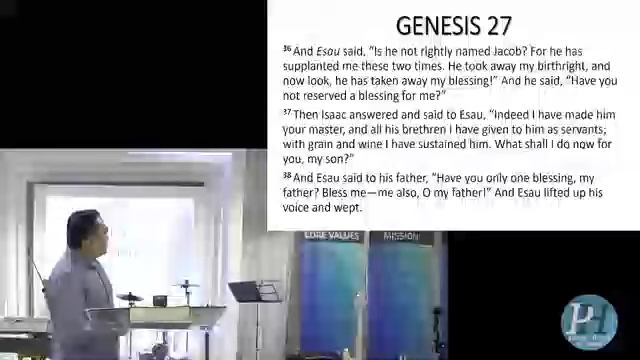 GENESIS 27
36 And Esau said, “Is he not rightly named Jacob? For he has
supplanted me these two times. He took away my birthright, and
now look, he has taken away my blessing!” And he said, “Have you
not reserved a blessing for me?”
37 Then Isaac answered and said to Esau, “Indeed I have made him
your master, and all his brethren I have given to him as servants;
with grain and wine I have sustained him. What shall I do now for
you, my son?”
38 And Esau said to his father, “Have you only one blessing, my
father? Bless me—me also, O my father!” And Esau lifted up his
voice and wept.
CORE VALUES
MISSION
PH